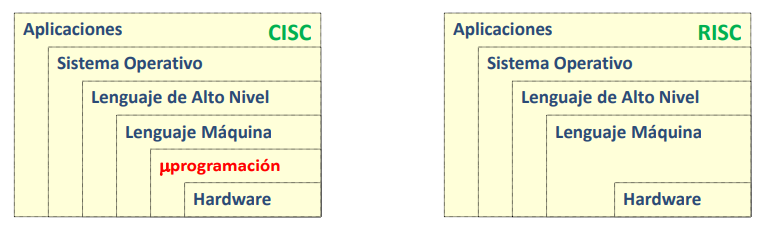 Aplicaciones
CISC
Sistema Operativo
Lenguaje de Alto Nivel
Lenguaje Máquina
µprogramación
Hardware
Aplicaciones
RISC
Sistema Operativo
Lenguaje de Alto Nivel
Lenguaje Máquina
Hardware